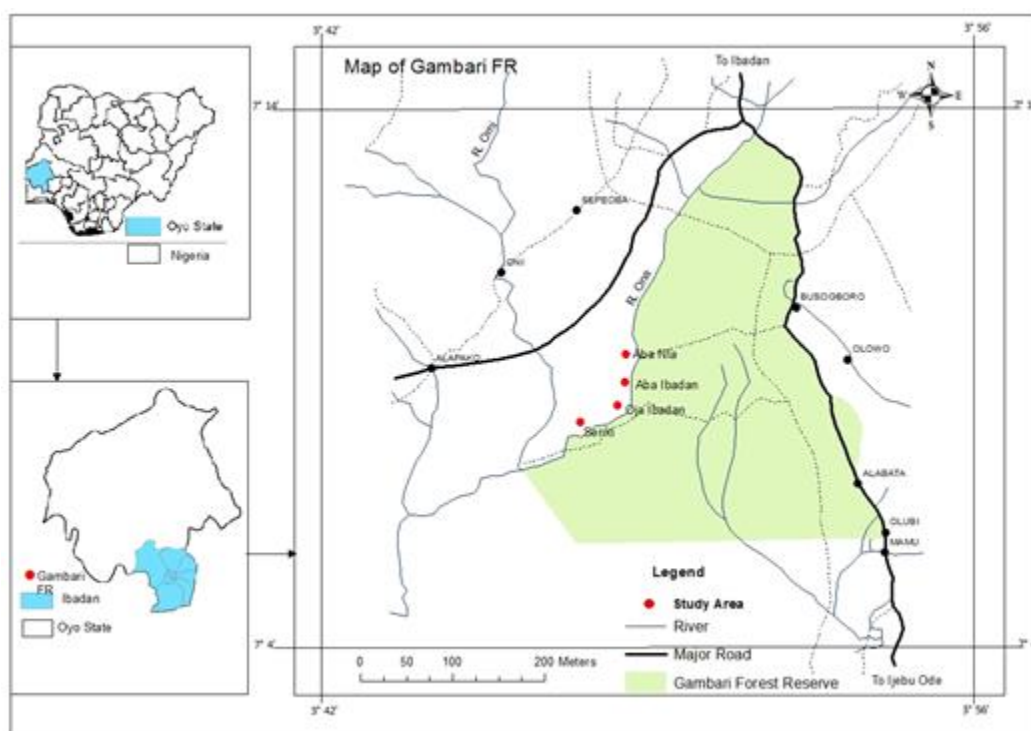 3° 42'
3° 56'
Map of Gambari FR
To Ibadan
N
W
E
S
7° 14'
R. Ona
Oyo State
Nigeria
R. Ona
BUSOGBORO
OLOWO
ALAPAKO
Aba Nla
Aba Ibadan
Oja Ibadan
Seriki
ALABATA
OLUBI
MAMU
Gambari
FR
Ibadan
Oyo State
Legend
Study Area
River
Major Road
Gambari Forest Reserve
0 50 100 200 Meters
7° 4'
To Ijebu Ode
3° 42'
3° 56'